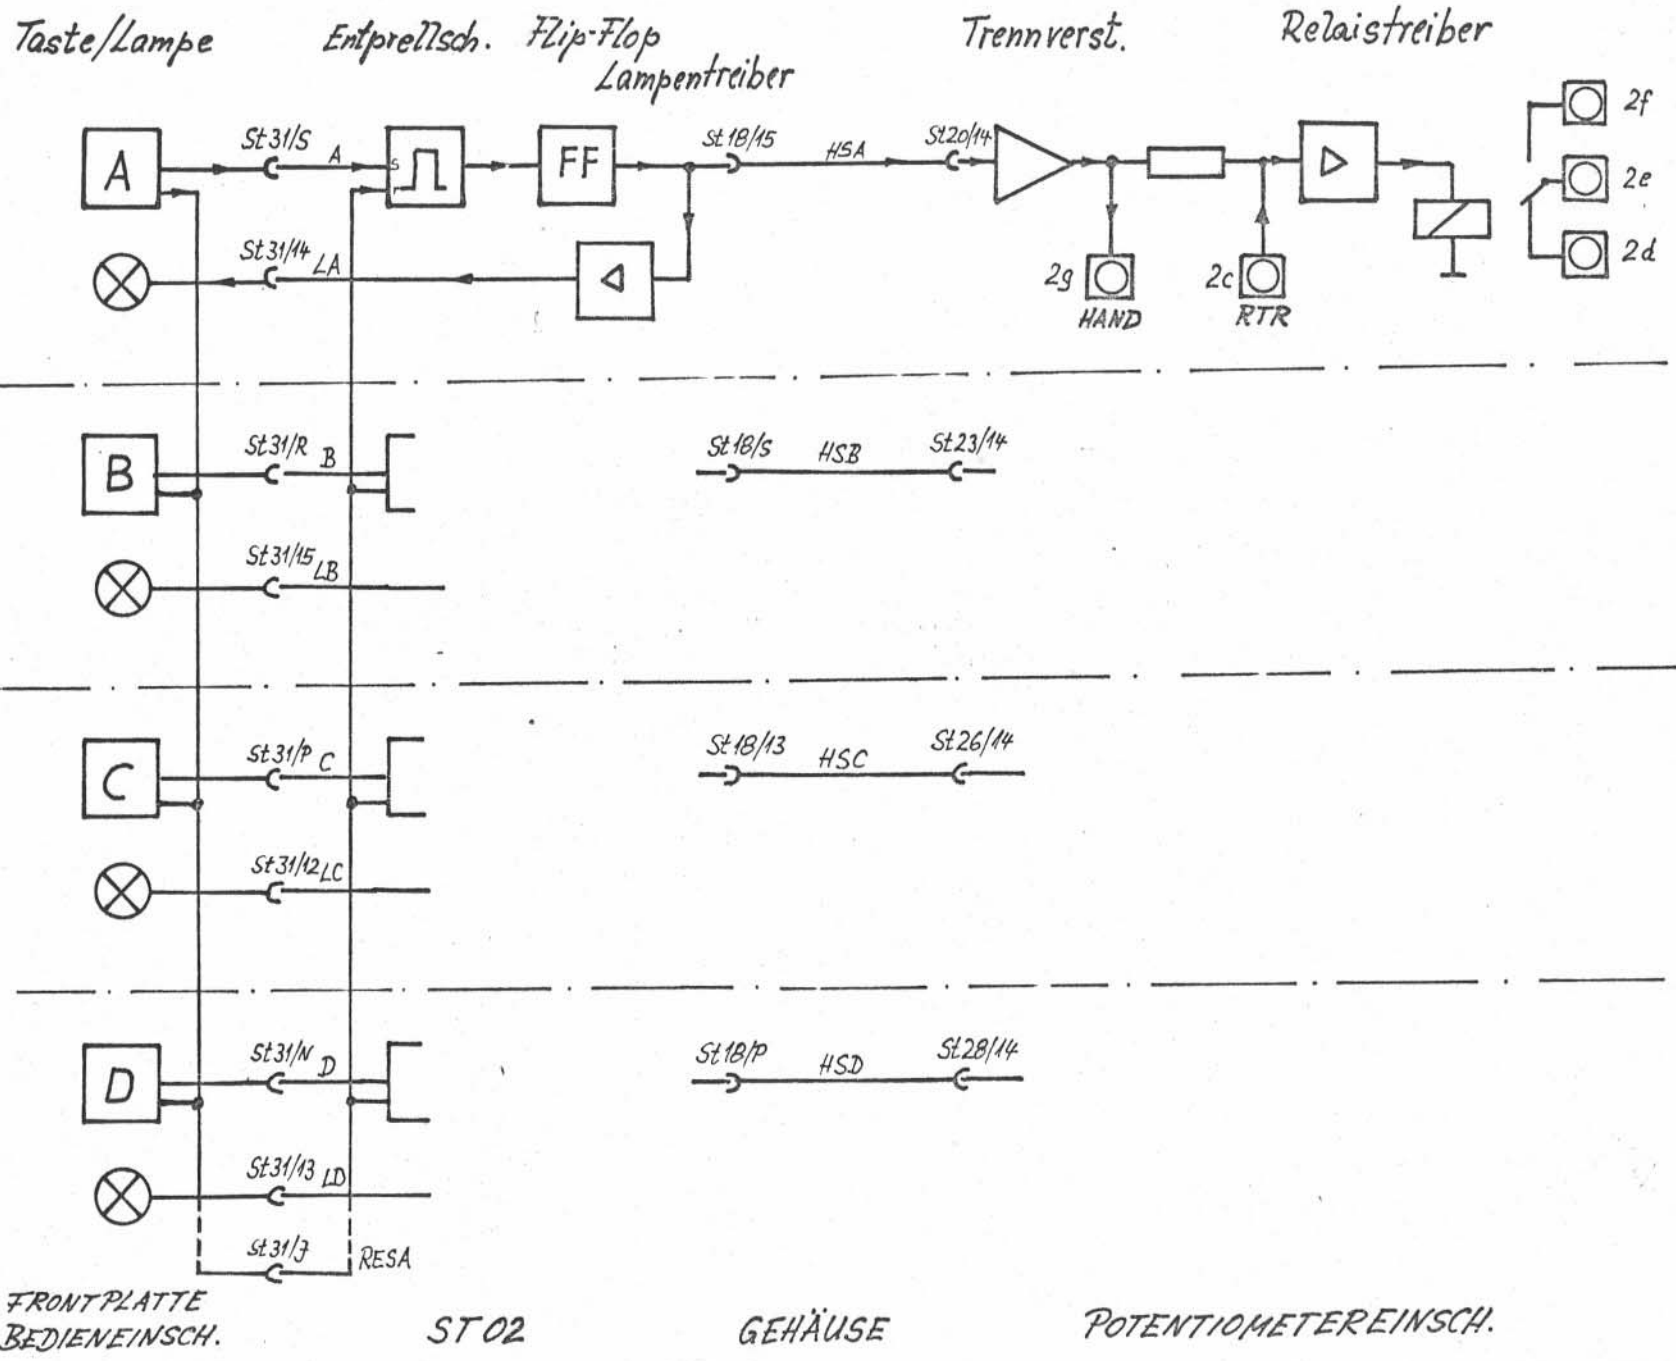 Taste/Lampe Entprellsch. Flip-Flop Trennverst. Relaistreiber
Lampentreiber
2f
A St31/S A S r FF St18/15 HSA St20/14
2e
St31/14 LA
2g 2c 2d
HAND RTR
B St31/R B St18/S HSB St23/14
St31/15 LB
C St31/P C St18/13 HSC St26/14
St31/12 LC
D St31/N D St18/P HSD St28/14
St31/13 LD
St31/J RESA
FRONTPLATTE
BEDIENEINSCH. ST02 GEHÄUSE POTENTIOMETEREINSCH.